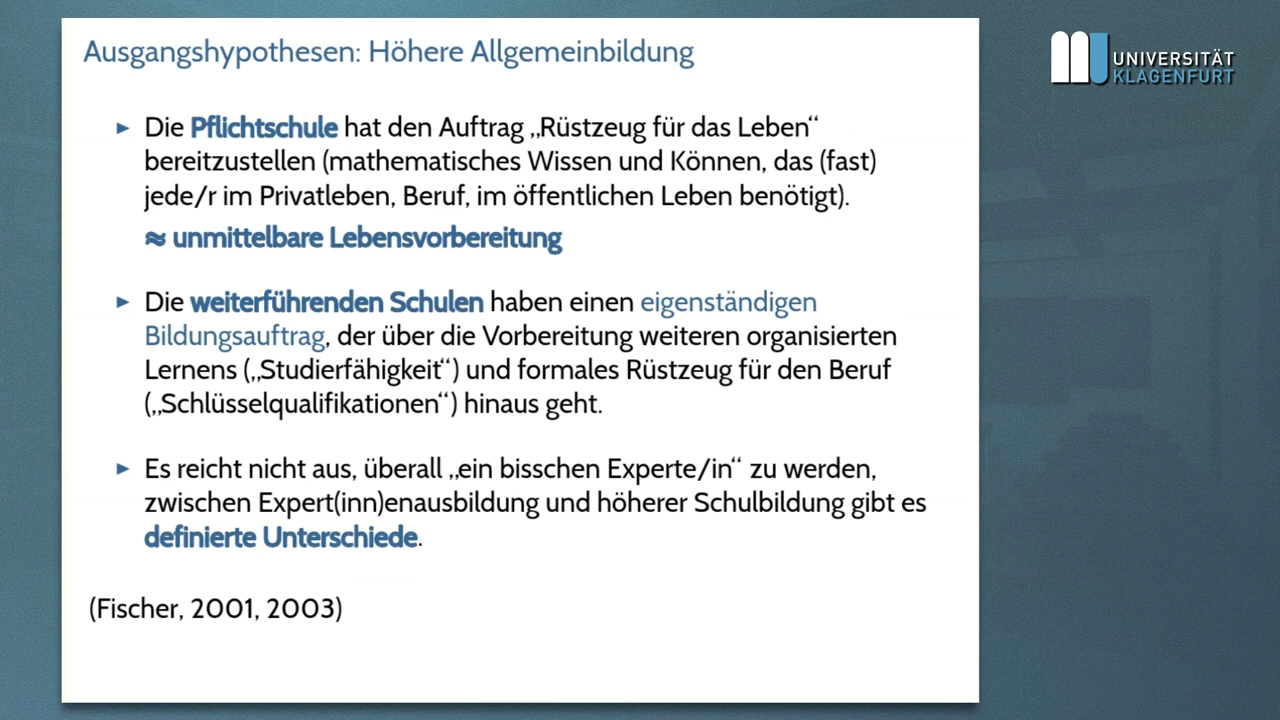 Ausgangshypothesen: Höhere Allgemeinbildung
UNIVERSITÄT
KLAGENFURT
► Die Pflichtschule hat den Auftrag „Rüstzeug für das Leben“
bereitzustellen (mathematisches Wissen und Können, das (fast)
jede/r im Privatleben, Beruf, im öffentlichen Leben benötigt).
≈ unmittelbare Lebensvorbereitung
► Die weiterführenden Schulen haben einen eigenständigen
Bildungsauftrag, der über die Vorbereitung weiteren organisierten
Lernens („Studierfähigkeit“) und formales Rüstzeug für den Beruf
(„Schlüsselqualifikationen“) hinaus geht.
► Es reicht nicht aus, überall „ein bisschen Experte/in“ zu werden,
zwischen Expert(inn)enausbildung und höherer Schulbildung gibt es
definierte Unterschiede.
(Fischer, 2001, 2003)